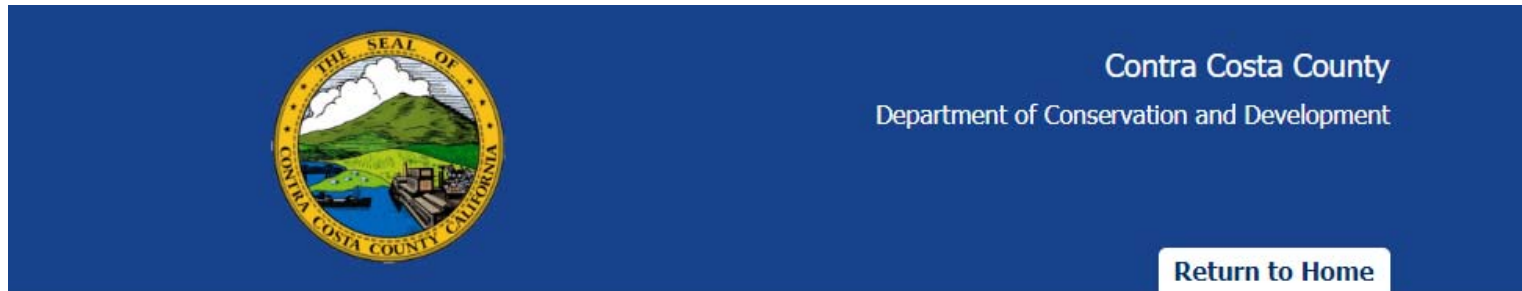 THE SEAL OF
CONTRA COSTA COUNTY CALIFORNIA
Contra Costa County
Department of Conservation and Development
Return to Home